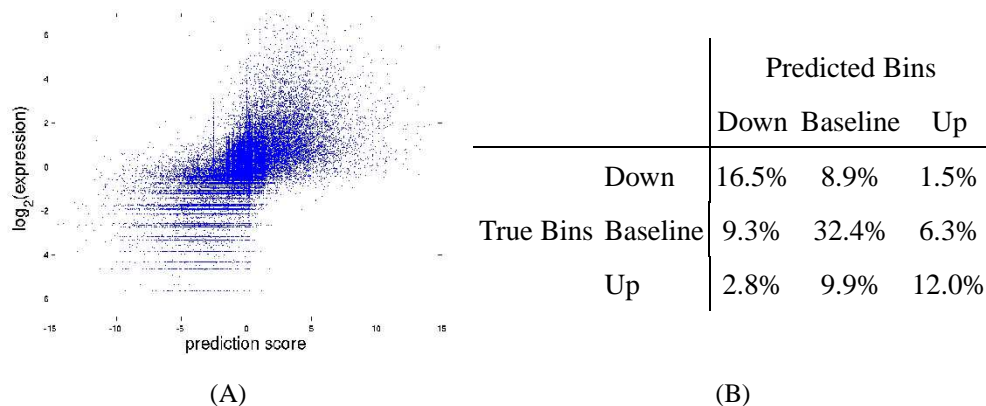 6
4
2
0
−2
4
6
log2(expression)
−15 −10 −5 0 5 10 15
prediction score
(A)
Predicted Bins
Down Baseline Up
Down 16.5% 8.9% 1.5%
True Bins Baseline 9.3% 32.4% 6.3%
Up 2.8% 9.9% 12.0%
(B)